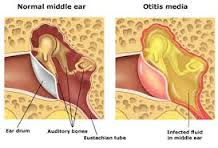 Normal middle ear
Otitis media
Ear drum
Auditory bones
Eustachian tube
Infected fluid
in middle ear